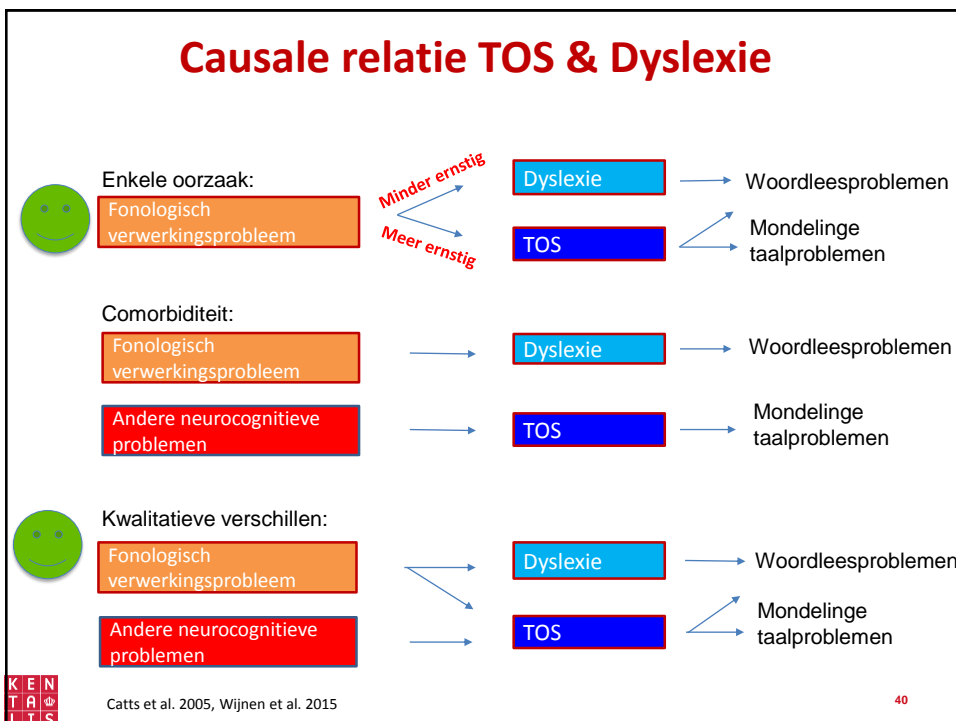 Causale relatie TOS & Dyslexie
Enkele oorzaak:
Fonologisch
verwerkingsprobleem
Minder ernstig
Meer ernstig
Dyslexie
TOS
Woordleesproblemen
Mondelinge
taalproblemen
Comorbiditeit:
Fonologisch
verwerkingsprobleem
Dyslexie
Woordleesproblemen
Andere neurocognitieve
problemen
TOS
Mondelinge
taalproblemen
Kwalitatieve verschillen:
Fonologisch
verwerkingsprobleem
Dyslexie
Woordleesproblemen
Andere neurocognitieve
problemen
TOS
Mondelinge
taalproblemen
KEN
TA
LIS
Catts et al. 2005, Wijnen et al. 2015
40